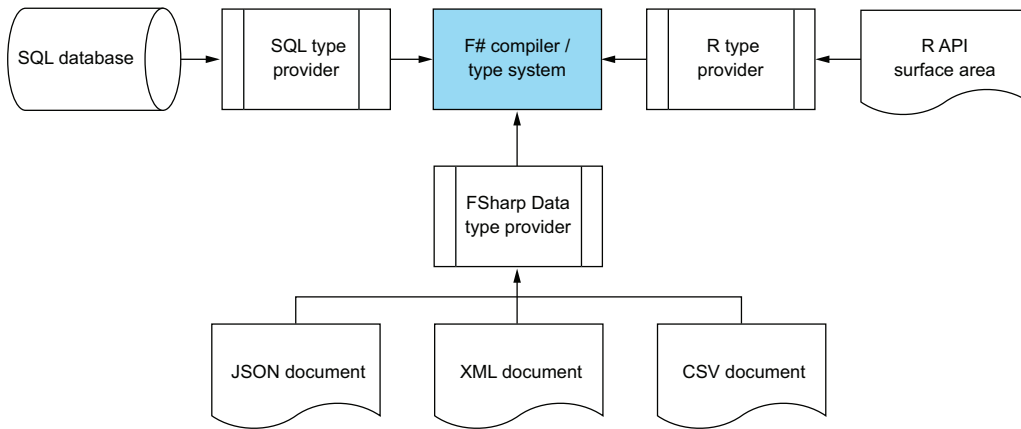 SQL database
SQL type
provider
F# compiler /
type system
R type
provider
R API
surface area
FSharp Data
type provider
JSON document
XML document
CSV document